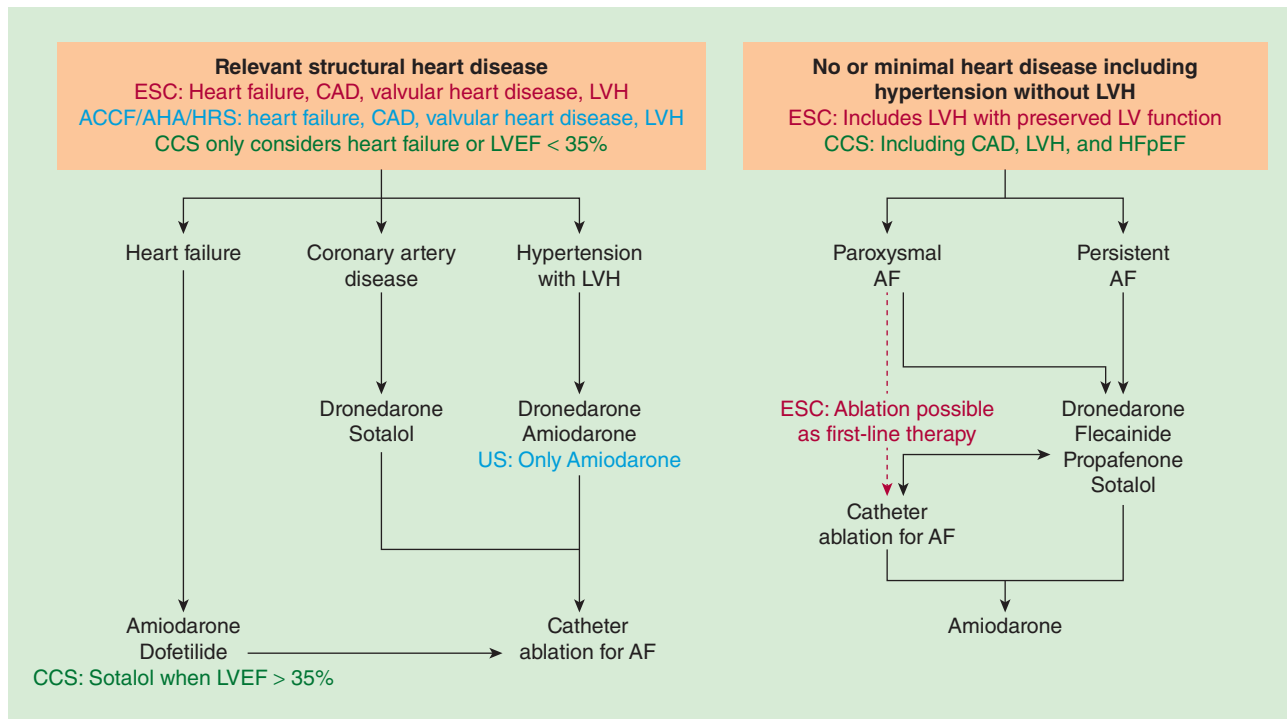 Relevant structural heart disease
ESC: Heart failure, CAD, valvular heart disease, LVH
ACCF/AHA/HRS: heart failure, CAD, valvular heart disease, LVH
CCS only considers heart failure or LVEF < 35%
Heart failure
Coronary artery
disease
Hypertension
with LVH
Dronedarone
Sotalol
Dronedarone
Amiodarone
US: Only Amiodarone
Amiodarone
Dofetilide
CCS: Sotalol when LVEF > 35%
Catheter
ablation for AF
No or minimal heart disease including
hypertension without LVH
ESC: Includes LVH with preserved LV function
CCS: Including CAD, LVH, and HFpEF
Paroxysmal
AF
Persistent
AF
ESC: Ablation possible
as first-line therapy
Dronedarone
Flecainide
Propafenone
Sotalol
Catheter
ablation for AF
Amiodarone